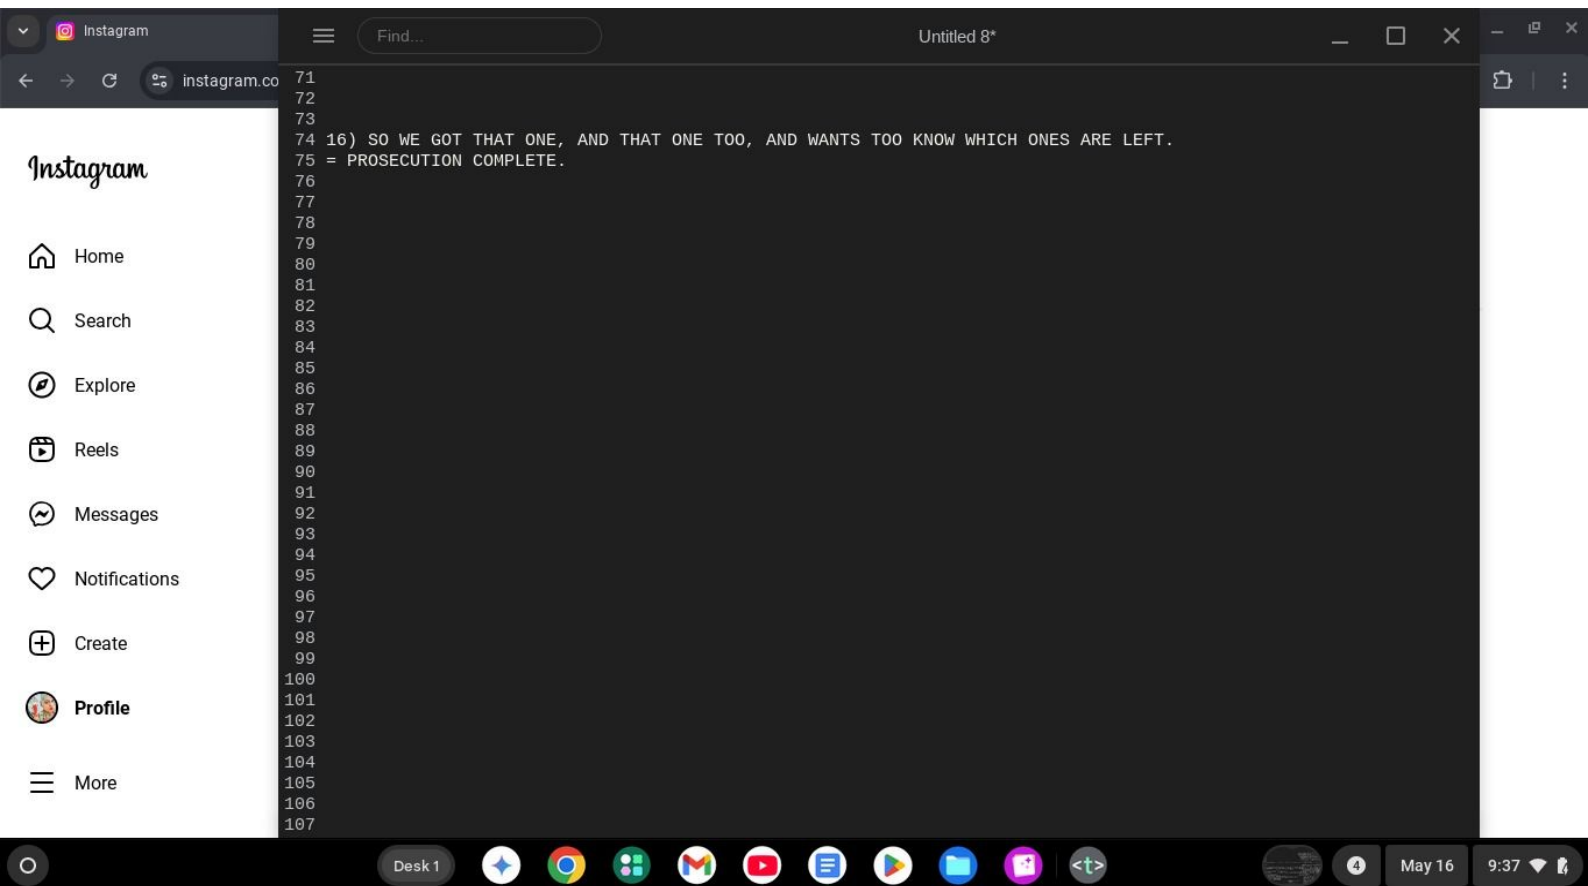 Instagram
Find...
Untitled 8*
instagram.co
71
72
73
74 16) SO WE GOT THAT ONE, AND THAT ONE TOO, AND WANTS TOO KNOW WHICH ONES ARE LEFT.
75 = PROSECUTION COMPLETE.
76
77
78
79
80
81
82
83
84
85
86
87
88
89
90
91
92
93
94
95
96
97
98
99
100
101
102
103
104
105
106
107
Instagram
Home
Search
Explore
Reels
Messages
Notifications
Create
Profile
More
Desk 1
<t>
4
May 16
9:37